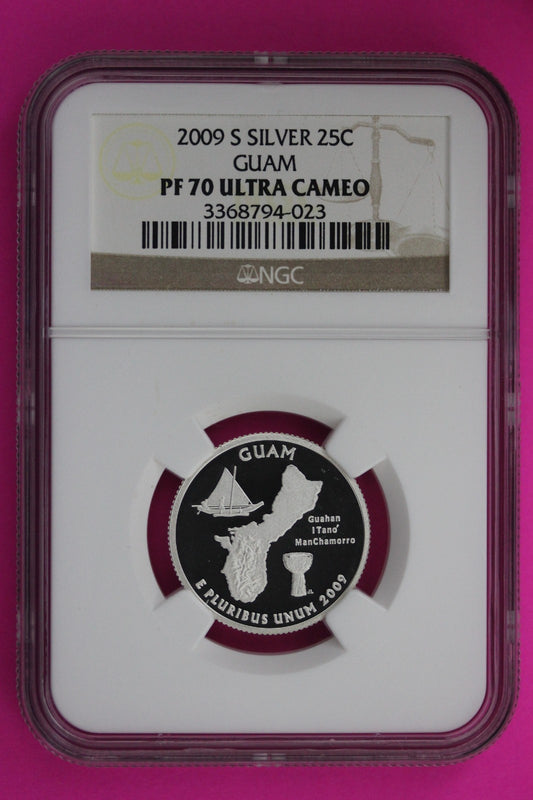 2009 S SILVER 25C
GUAM
PF 70 ULTRA CAMEO
3368794-023
NGC
GUAM
Guahan
I Tano'
ManChamorro
E PLURIBUS UNUM 2009